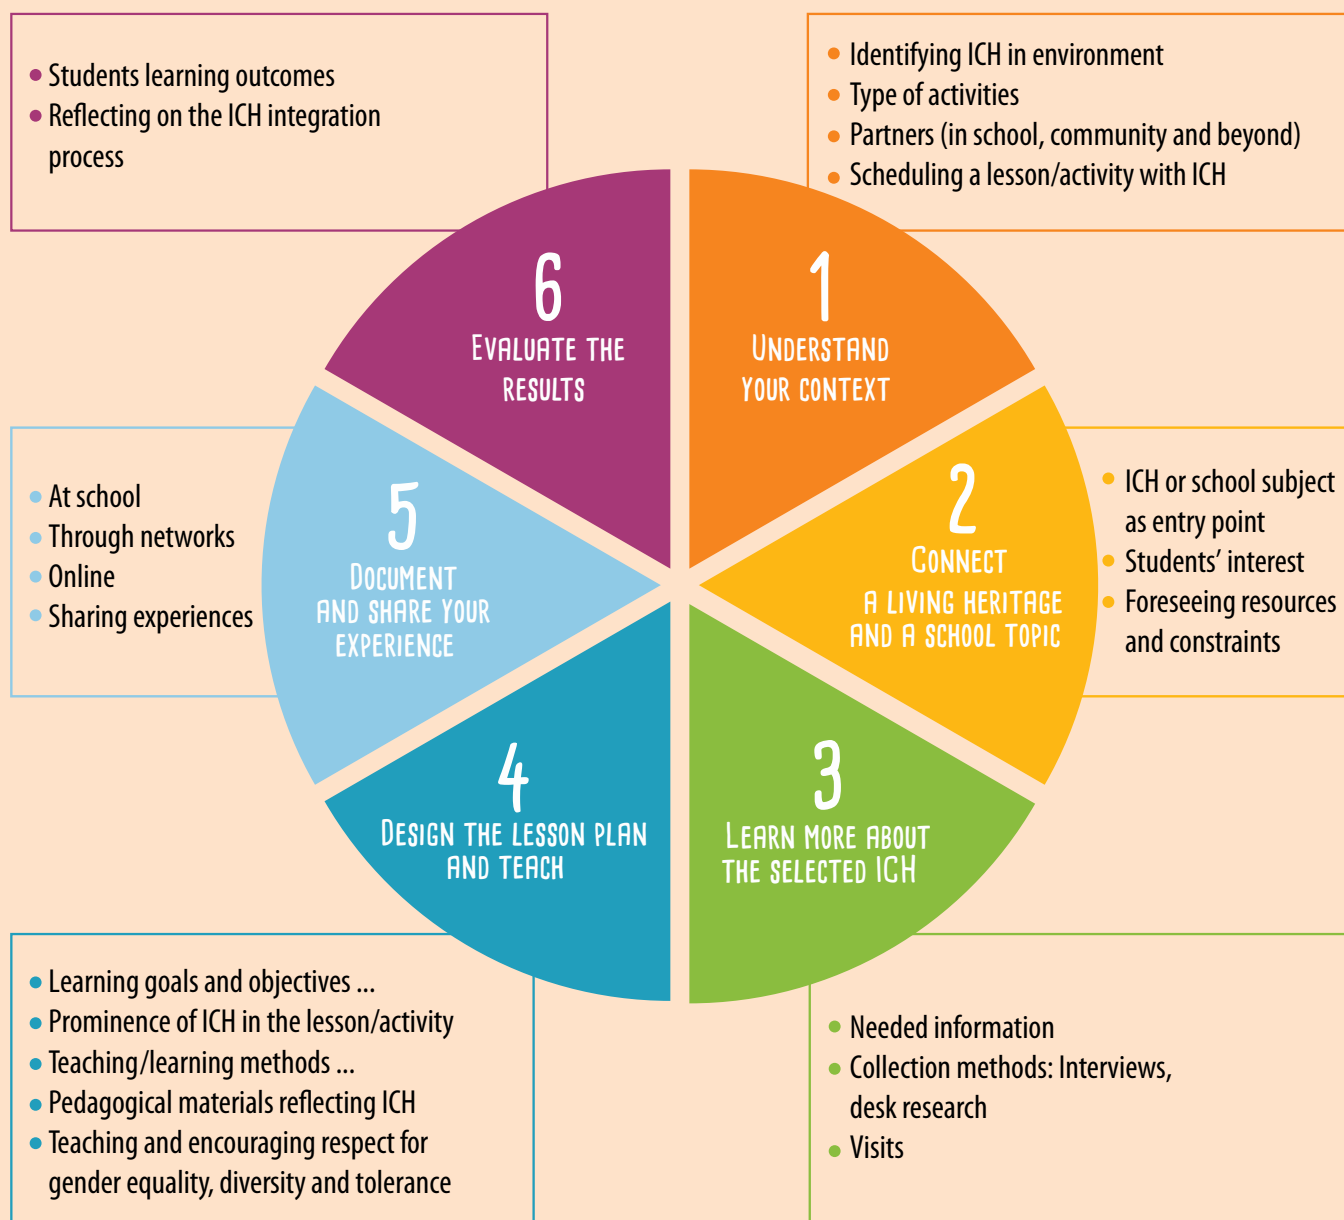 • Students learning outcomes
• Reflecting on the ICH integration
process
• Identifying ICH in environment
• Type of activities
• Partners (in school, community and beyond)
• Scheduling a lesson/activity with ICH
6
Evaluate the
results
1
Understand
your context
• At school
• Through networks
• Online
• Sharing experiences
5
Document
and share your
experience
2
Connect
a living heritage
and a school topic
• ICH or school subject
as entry point
• Students’ interest
• Foreseeing resources
and constraints
4
Design the lesson plan
and teach
3
Learn more about
the selected ICH
• Learning goals and objectives ...
• Prominence of ICH in the lesson/activity
• Teaching/learning methods ...
• Pedagogical materials reflecting ICH
• Teaching and encouraging respect for
gender equality, diversity and tolerance
• Needed information
• Collection methods: Interviews,
desk research
• Visits